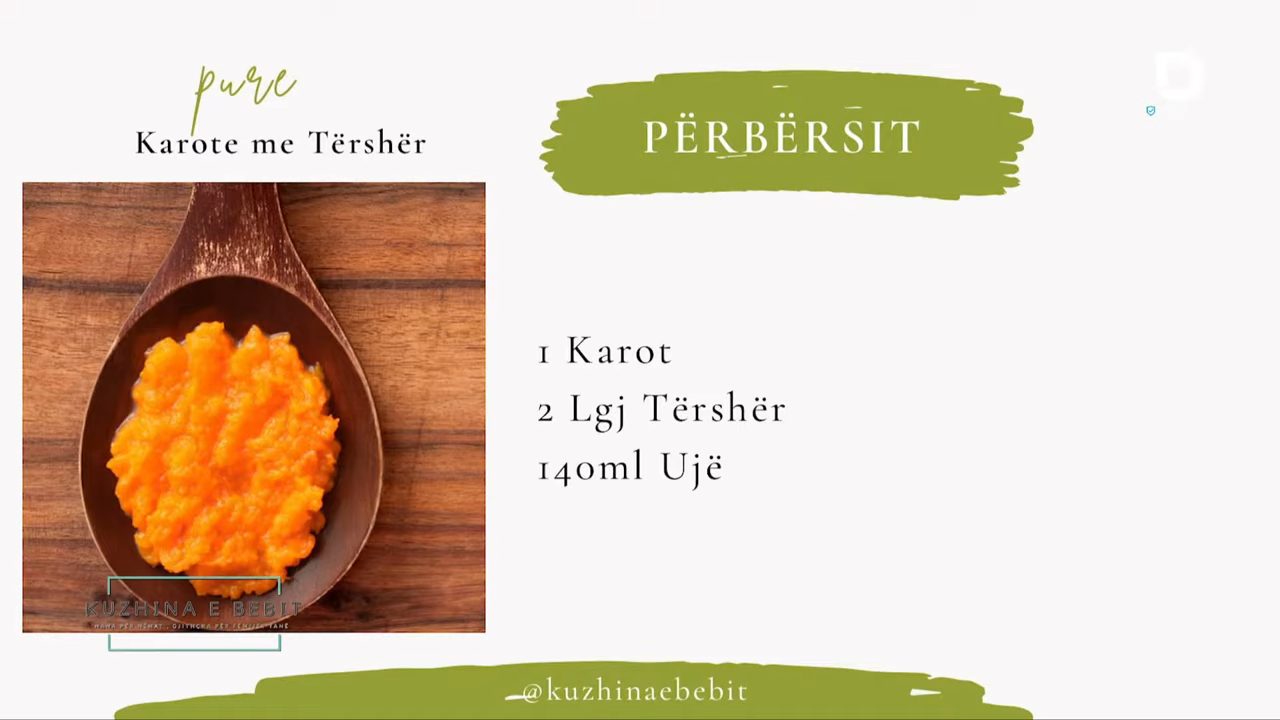 pure
Karote me Tërshër
PËRBËRSIT
1 Karot
2 Lgj Tërshër
140ml Ujë
KUZHINA E BEBIT
@kuzhinaebebit